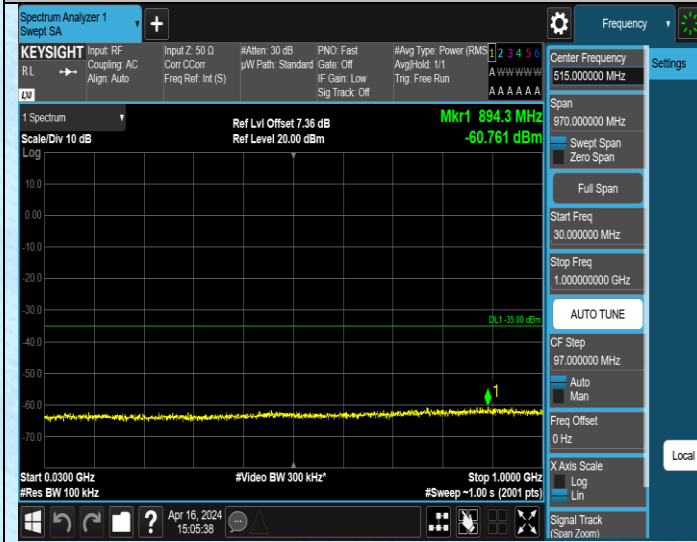 Spectrum Analyzer 1
Swept SA
Frequency
KEYSIGHT
RL
LXI
Input: RF
Coupling: AC
Align: Auto
Input Z: 50 Ω
Corr CCorr
Freq Ref: Int (S)
#Atten: 30 dB
µW Path: Standard
PNO: Fast
Gate: Off
IF Gain: Low
Sig Track: Off
#Avg Type: Power (RMS
Avg|Hold: 1/1
Trig: Free Run
1 2 3 4 5 6
A W W W W W
A A A A A A
Settings
1 Spectrum
Scale/Div 10 dB
Log
Ref Lvl Offset 7.36 dB
Ref Level 20.00 dBm
Mkr1 894.3 MHz
-60.761 dBm
10.0
0.00
-10.0
-20.0
-30.0
-40.0
-50.0
-60.0
-70.0
DL1 -35.00 dBm
1
Start 0.0300 GHz
#Res BW 100 kHz
#Video BW 300 kHz*
Stop 1.0000 GHz
#Sweep ~1.00 s (2001 pts)
Center Frequency
515.000000 MHz
Span
970.000000 MHz
Swept Span
Zero Span
Full Span
Start Freq
30.000000 MHz
Stop Freq
1.000000000 GHz
AUTO TUNE
CF Step
97.000000 MHz
Auto
Man
Freq Offset
0 Hz
X Axis Scale
Log
Lin
Signal Track
(Span Zoom)
Local
?
Apr 16, 2024
15:05:38